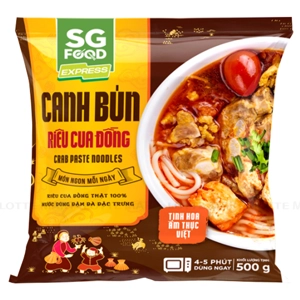 SG
FOOD
EXPRESS
CANH BÚN
RIÊU CUA ĐỒNG
CRAB PASTE NOODLES
MÓN NGON MỖI NGÀY
RIÊU CUA ĐỒNG THẬT 100%
NƯỚC DÙNG ĐẬM ĐÀ ĐẶC TRƯNG
TINH HOA
ẨM THỰC
VIỆT
4-5 PHÚT
DÙNG NGAY
500 g